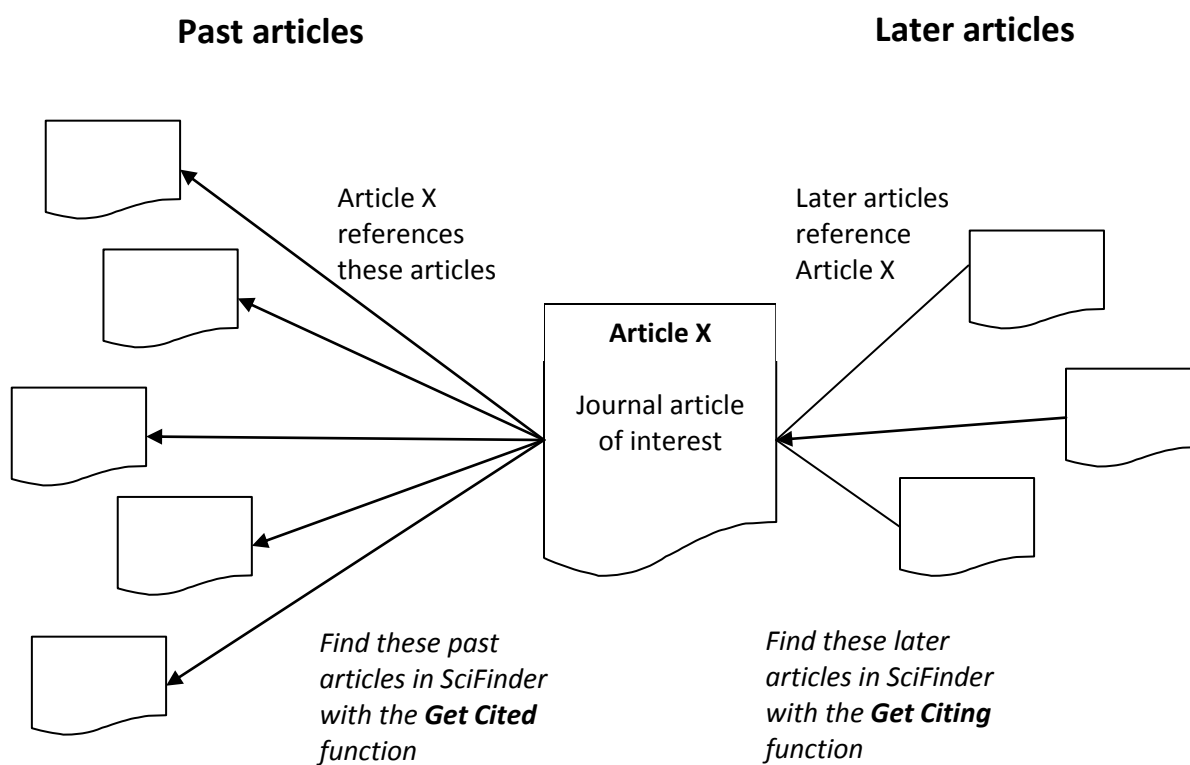 Past articles
Later articles
Article X
references
these articles
Later articles
reference
Article X
Article X
Journal article
of interest
Find these past
articles in SciFinder
with the Get Cited
function
Find these later
articles in SciFinder
with the Get Citing
function